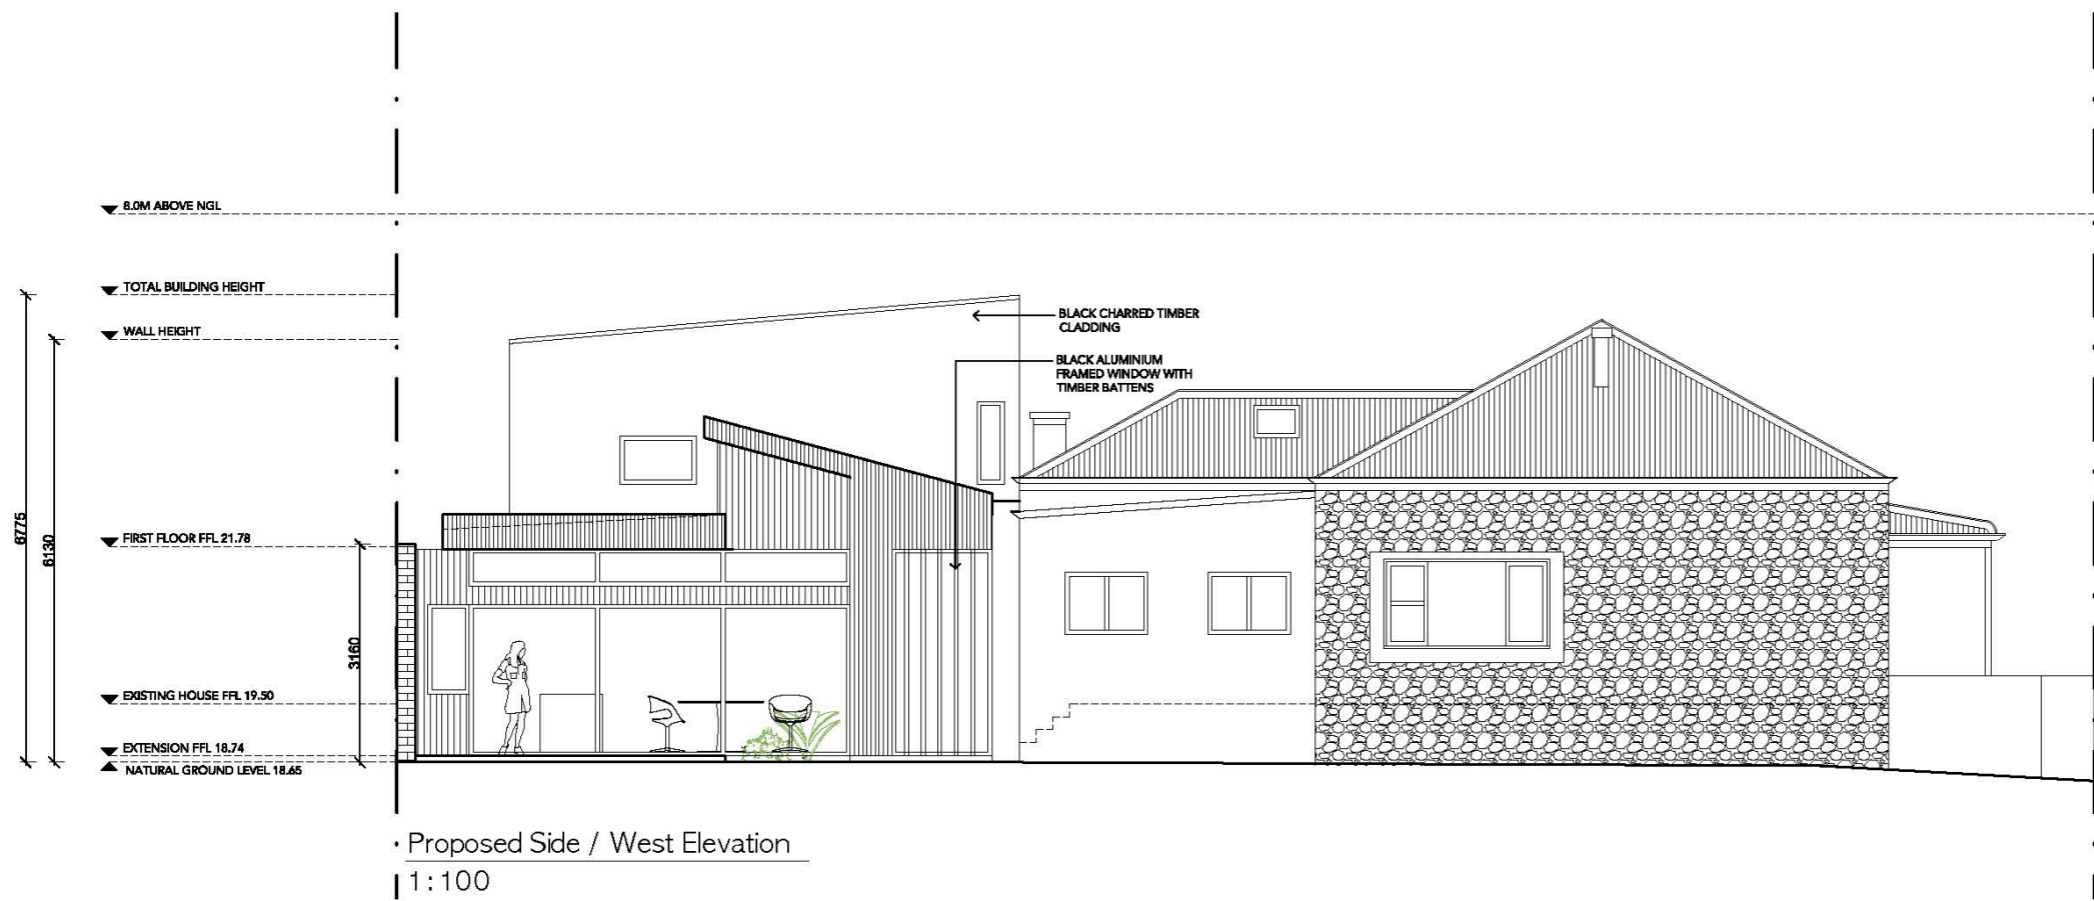 8.0M ABOVE NGL
TOTAL BUILDING HEIGHT
WALL HEIGHT
BLACK CHARRED TIMBER
CLADDING
BLACK ALUMINIUM
FRAMED WINDOW WITH
TIMBER BATTENS
6775
6130
FIRST FLOOR FFL 21.78
3160
EXISTING HOUSE FFL 19.50
EXTENSION FFL 18.74
NATURAL GROUND LEVEL 18.65
Proposed Side / West Elevation
1:100